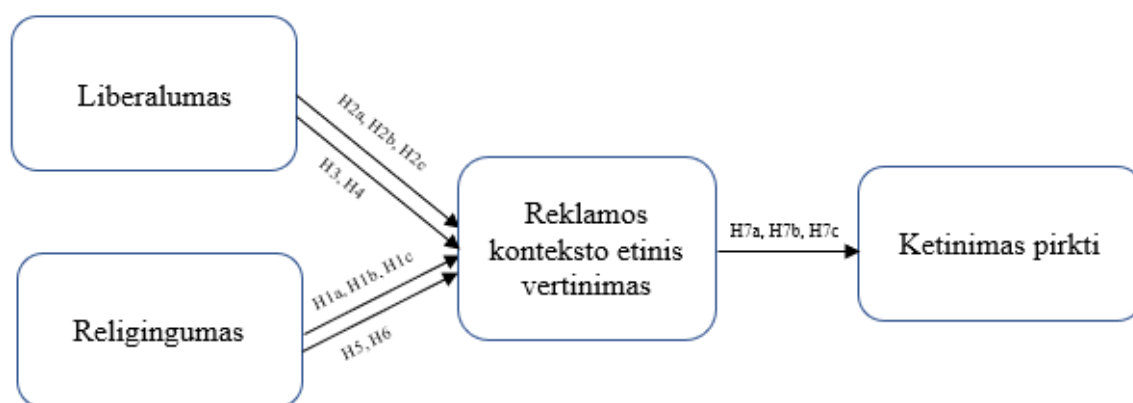 Liberalumas
H2a, H2b, H2c
H3, H4
Reklamos
konteksto etinis
vertinimas
H7a, H7b, H7c
Ketinimas pirkti
H1a, H1b, H1c
Religingumas
H5, H6